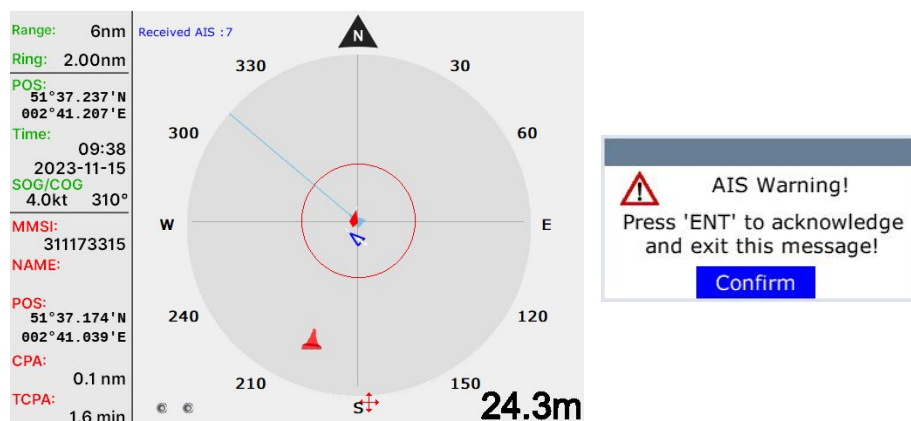 Range: 6nm
Ring: 2.00nm
POS:
51°37.237'N
002°41.207'E
Time:
09:38
2023-11-15
SOG/COG
4.0kt 310°
MMSI:
311173315
NAME:
POS:
51°37.174'N
002°41.039'E
CPA:
0.1 nm
TCPA:
1.6 min
Received AIS :7
N
330 30
300 60
W E
240 120
210 150
S
24.3m
AIS Warning!
Press 'ENT' to acknowledge
and exit this message!
Confirm